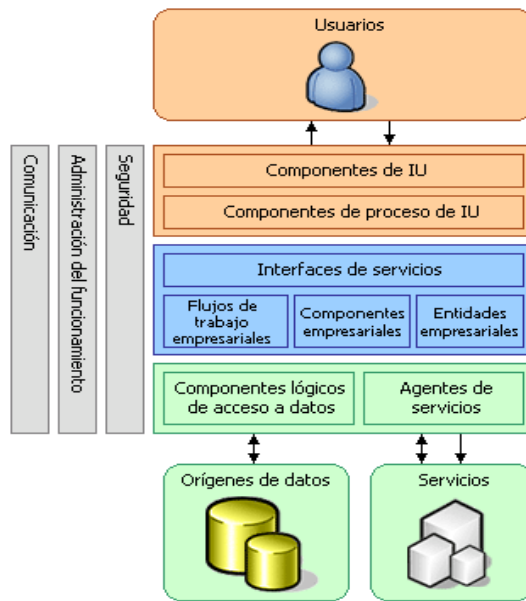 Usuarios
Comunicación
Administración del funcionamiento
Seguridad
Componentes de IU
Componentes de proceso de IU
Interfaces de servicios
Flujos de
trabajo
empresariales
Componentes
empresariales
Entidades
empresariales
Componentes lógicos
de acceso a datos
Agentes de
servicios
Orígenes de datos
Servicios